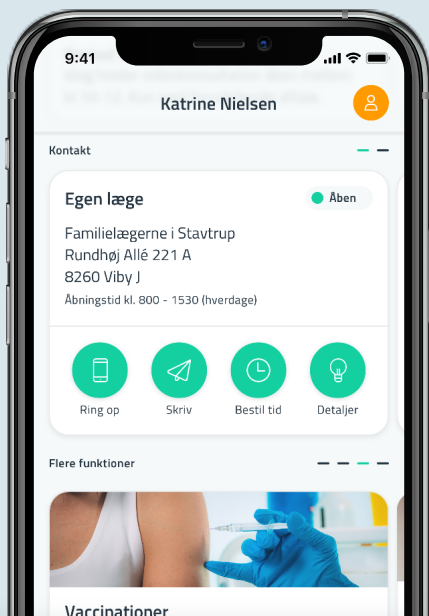 9:41
Katrine Nielsen
Kontakt
Egen læge
Åben
Familielægerne i Stavtrup
Rundhøj Allé 221 A
8260 Viby J
Åbningstid kl. 800 - 1530 (hverdage)
Ring op
Skriv
Bestil tid
Detaljer
Flere funktioner
Vaccinationer